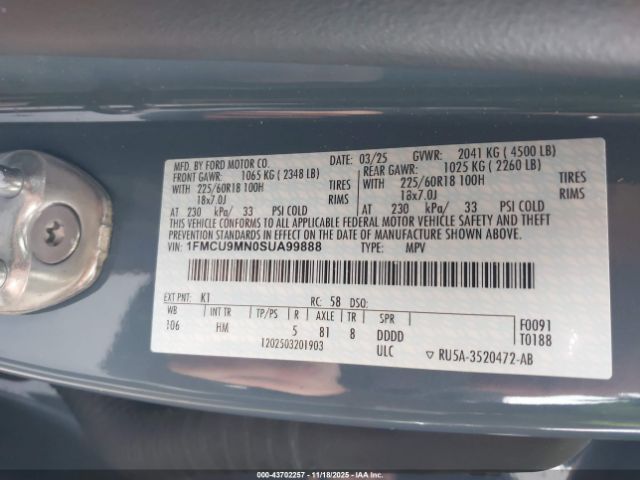 MFD. BY FORD MOTOR CO. DATE: 03/25 GVWR: 2041 KG ( 4500 LB)
FRONT GAWR: 1065 KG ( 2348 LB) REAR GAWR: 1025 KG ( 2260 LB)
WITH 225/60R18 100H TIRES WITH 225/60R18 100H TIRES
18x7.0J RIMS 18x7.0J RIMS
AT 230 kPa/ 33 PSI COLD AT 230 kPa/ 33 PSI COLD
THIS VEHICLE CONFORMS TO ALL APPLICABLE FEDERAL MOTOR VEHICLE SAFETY AND THEFT
PREVENTION STANDARDS IN EFFECT ON THE DATE OF MANUFACTURE SHOWN ABOVE.
VIN: 1FMCU9MN0SUA99888 TYPE: MPV
EXT PNT: K1 RC: 58 DSO:
WB INT TR TP/PS R AXLE TR SPR
106 HM 5 81 8 DDDD
F0091
T0188
1202503201903 ULC ▽ RU5A-3520472-AB
00-43702257 | 11/18/2025 - IAA, Inc.